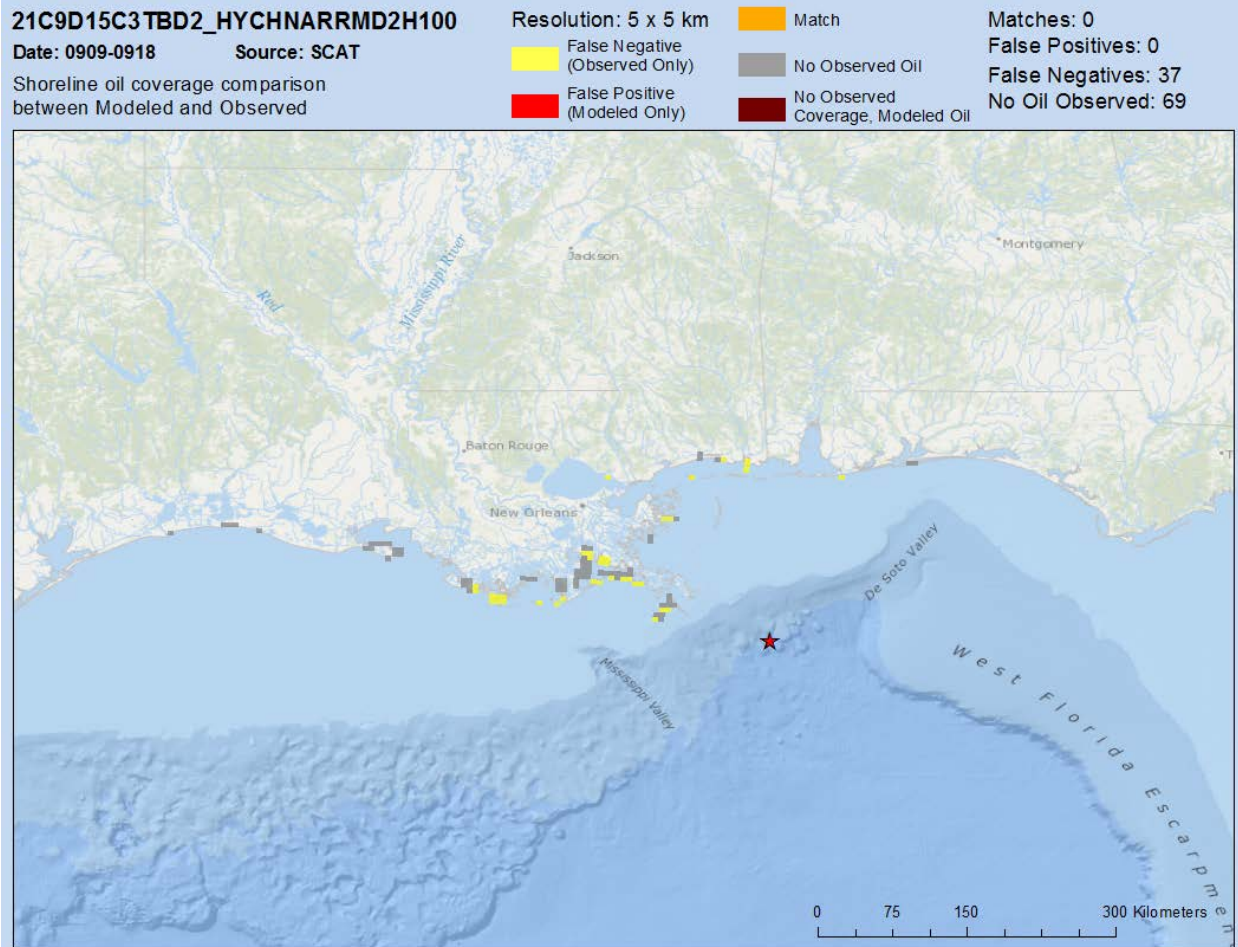 21C9D15C3TBD2_HYCHNARRMD2H100
Date: 0909-0918 Source: SCAT
Shoreline oil coverage comparison
between Modeled and Observed
Resolution: 5 x 5 km
False Negative
(Observed Only)
False Positive
(Modeled Only)
Match
No Observed Oil
No Observed
Coverage, Modeled Oil
Matches: 0
False Positives: 0
False Negatives: 37
No Oil Observed: 69
Montgomery
Jackson
Mississippi River
Red
Baton Rouge
T
New Orleans
De Soto Valley
Mississippi Valley
West Florida Escarpmen
0 75 150 300 Kilometers